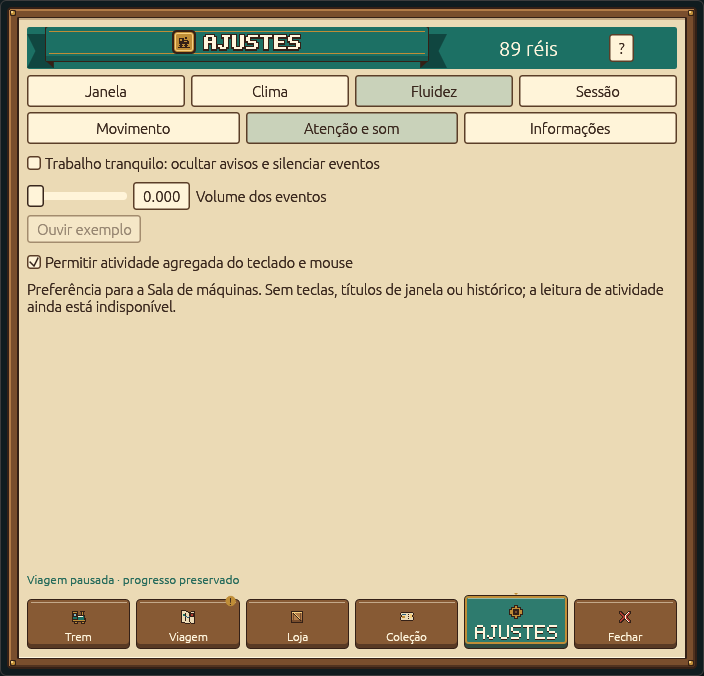 AJUSTES
89 réis
?
Janela
Clima
Fluidez
Sessão
Movimento
Atenção e som
Informações
Trabalho tranquilo: ocultar avisos e silenciar eventos
0.000
Volume dos eventos
Ouvir exemplo
Permitir atividade agregada do teclado e mouse
Preferência para a Sala de máquinas. Sem teclas, títulos de janela ou histórico; a leitura de atividade
ainda está indisponível.
Viagem pausada · progresso preservado
!
Trem
Viagem
Loja
Coleção
AJUSTES
Fechar